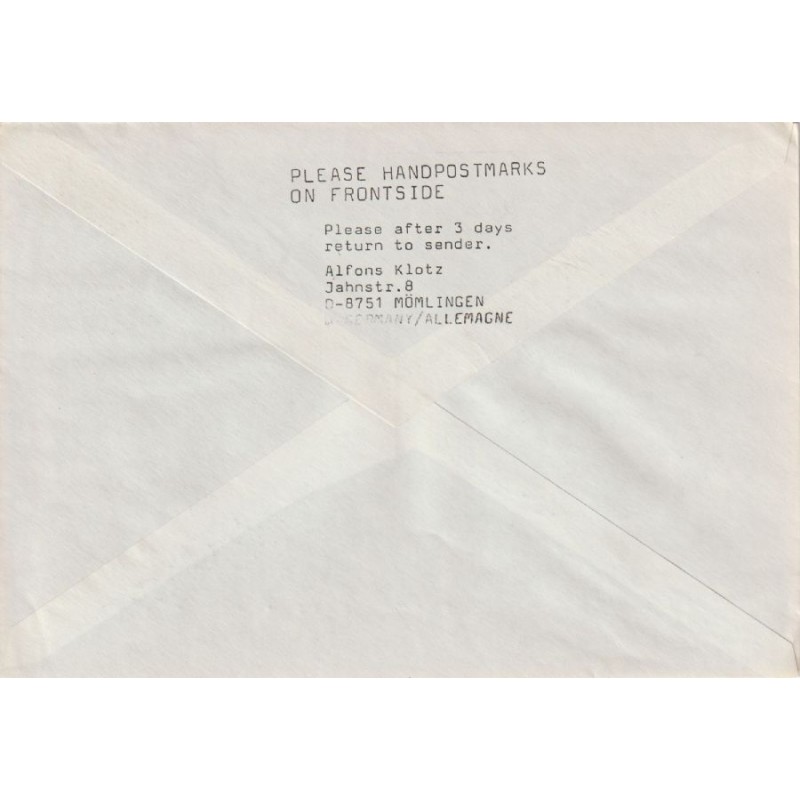 PLEASE HANDPOSTMARKS
ON FRONTSIDE
Please after 3 days
return to sender.
Alfons Klotz
Jahnstr.8
D-8751 MÖMLINGEN
GERMANY/ALLEMAGNE